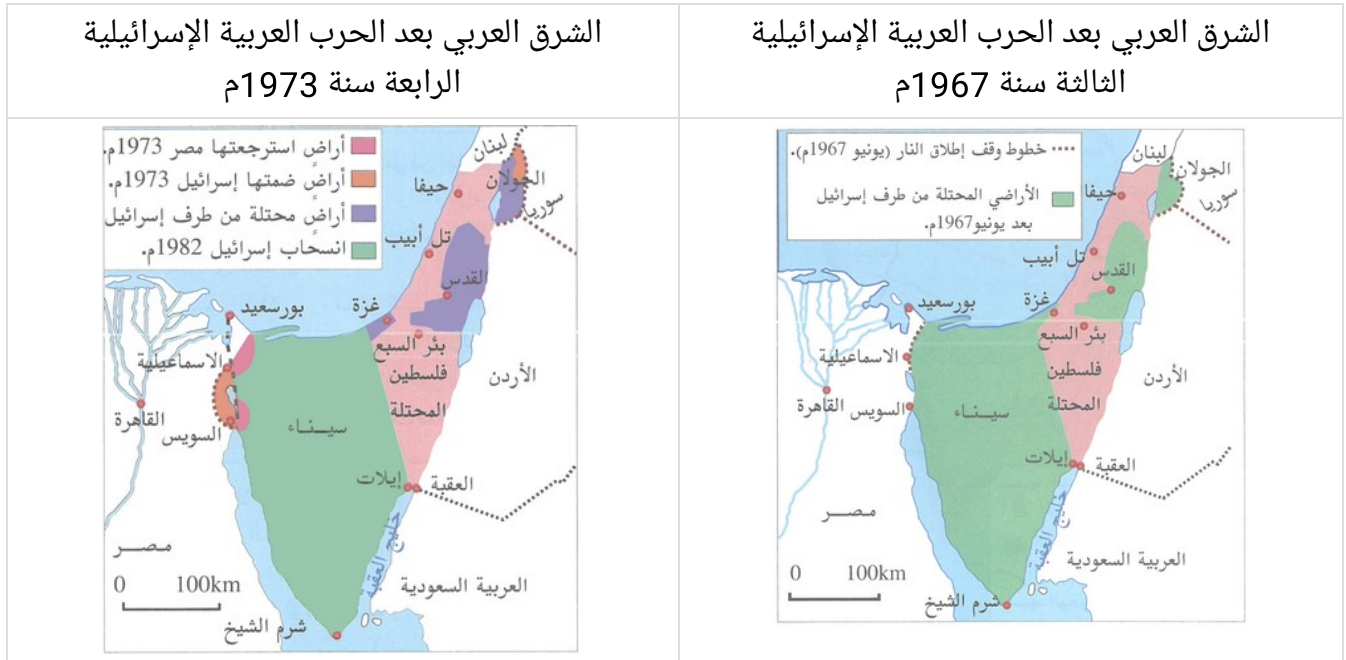 الشرق العربي بعد الحرب العربية الإسرائيلية
الثالثة سنة 1967م
الشرق العربي بعد الحرب العربية الإسرائيلية
الرابعة سنة 1973م
خطوط وقف إطلاق النار (يونيو 1967م).
الأراضي المحتلة من طرف إسرائيل
بعد يونيو1967م.
لبنان
الجولان
سوريا
حيفا
تل أبيب
القدس
غزة
بورسعيد
بئر السبع
الاسماعيلية
فلسطين
المحتلة
الأردن
القاهرة
السويس
سيـــنـاء
إيلات
العقبة
خليج العقبة
مـصـــر
العربية السعودية
0 100km
شرم الشيخ
أراضٍ استرجعتها مصر 1973م.
أراضٍ ضمتها إسرائيل 1973م.
أراضٍ محتلة من طرف إسرائيل
انسحاب إسرائيل 1982م.
لبنان
الجولان
سوريا
حيفا
تل أبيب
القدس
غزة
بورسعيد
بئر السبع
الاسماعيلية
فلسطين
المحتلة
الأردن
القاهرة
السويس
سيـــنـاء
إيلات
العقبة
خليج العقبة
مـصـــر
العربية السعودية
0 100km
شرم الشيخ